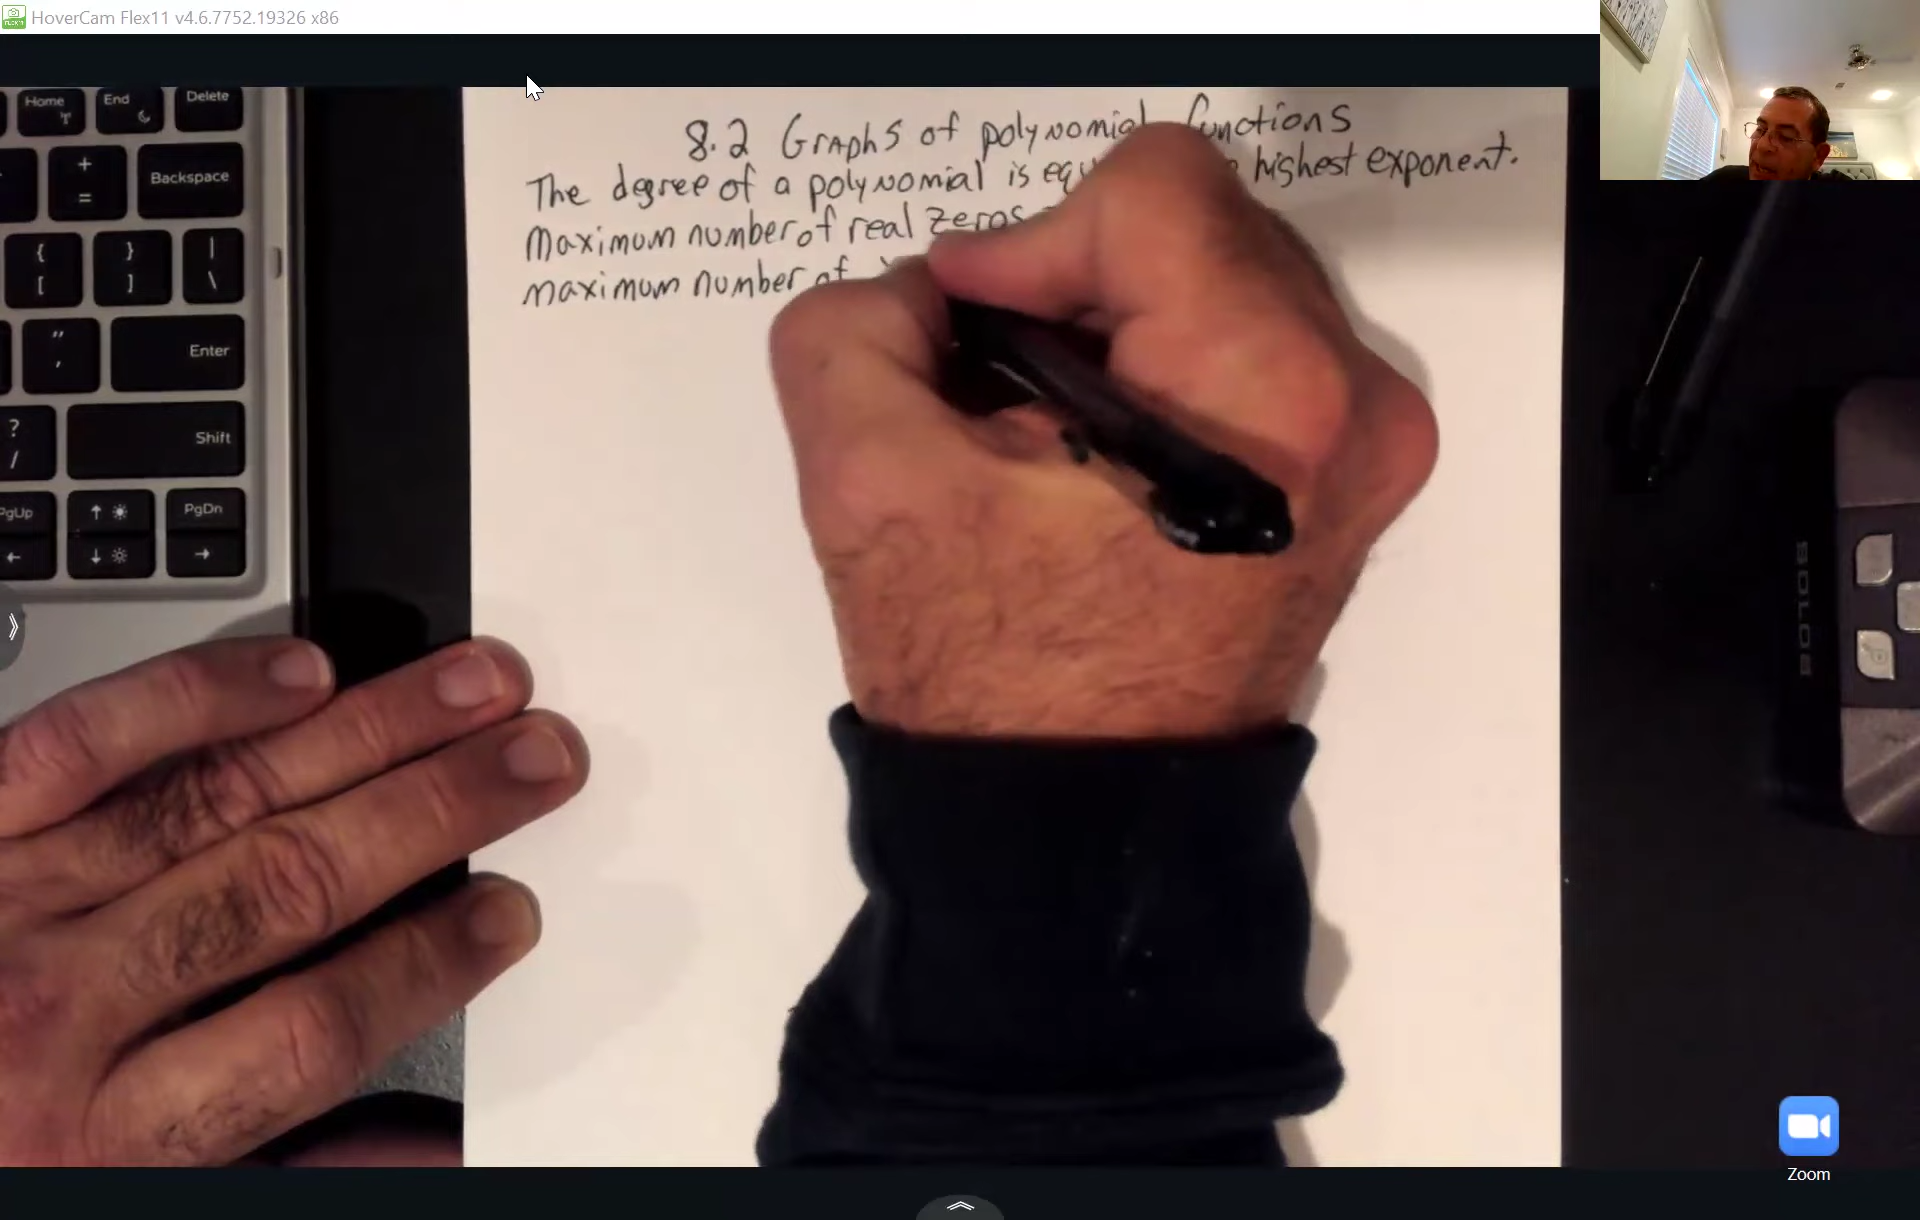 HoverCam Flex11 v4.6.7752.19326 x86
8.2 Graphs of polynomial functions
The degree of a polynomial is highest exponent.
Maximum number of real zeros
maximum number of
Home
End
Delete
+
=
Backspace
{
[
}
]
|
\
"
,
Enter
?
/
Shift
PgUp
PgDn
Zoom